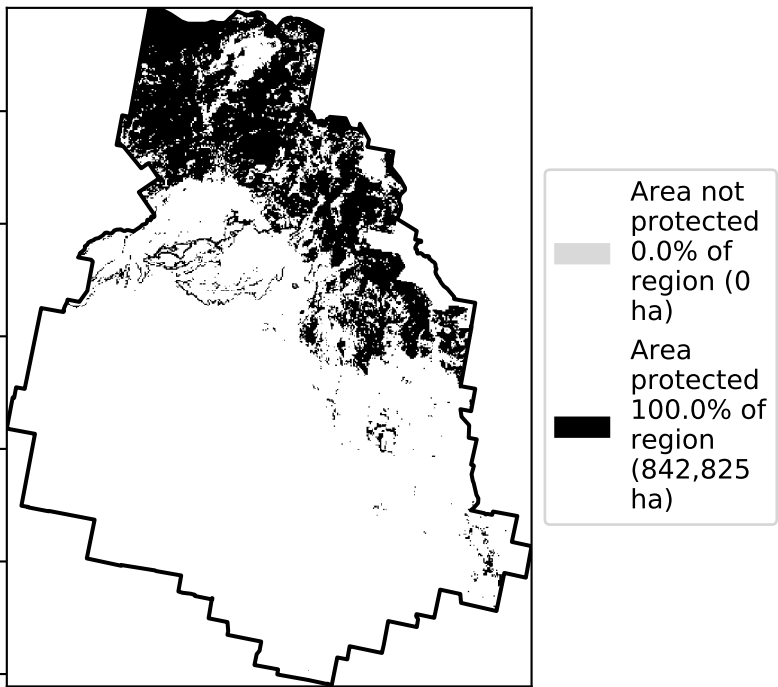 Area not
protected
0.0% of
region (0
ha)
Area
protected
100.0% of
region
(842,825
ha)